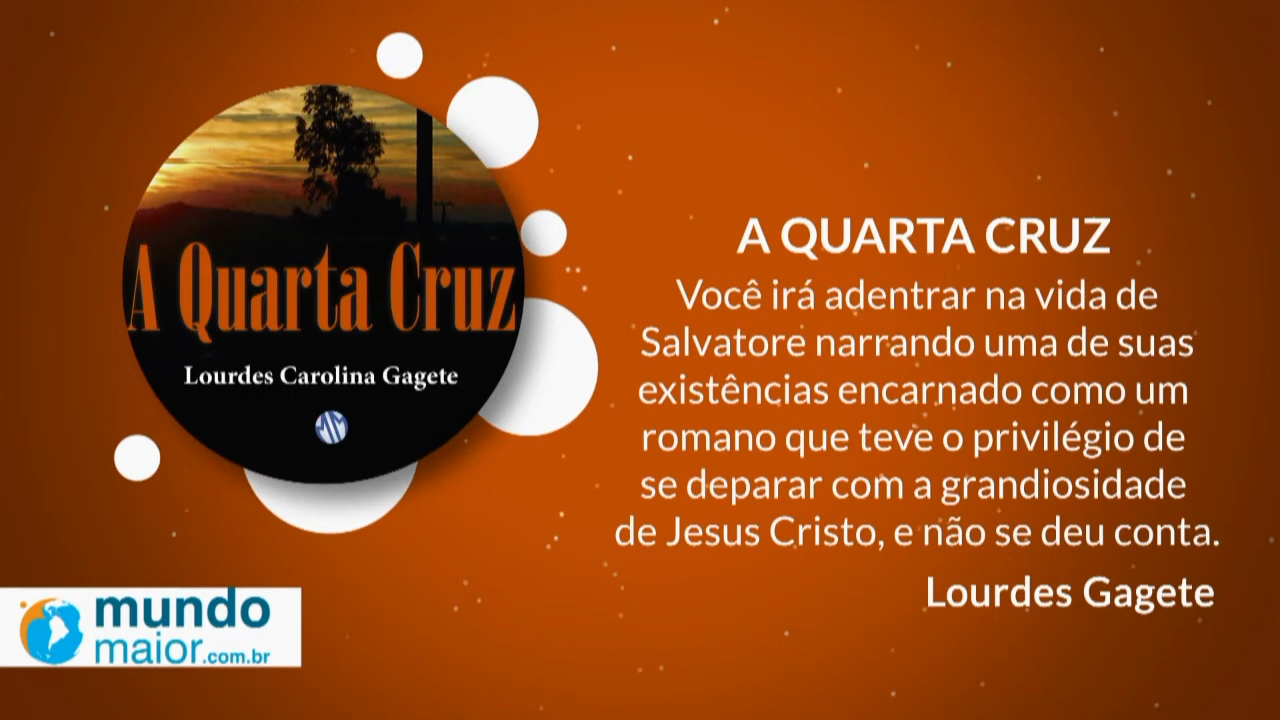 A Quarta Cruz
Lourdes Carolina Gagete
MM
A QUARTA CRUZ
Você irá adentrar na vida de
Salvatore narrando uma de suas
existências encarnado como um
romano que teve o privilégio de
se deparar com a grandiosidade
de Jesus Cristo, e não se deu conta.
Lourdes Gagete
mundo
maior.com.br